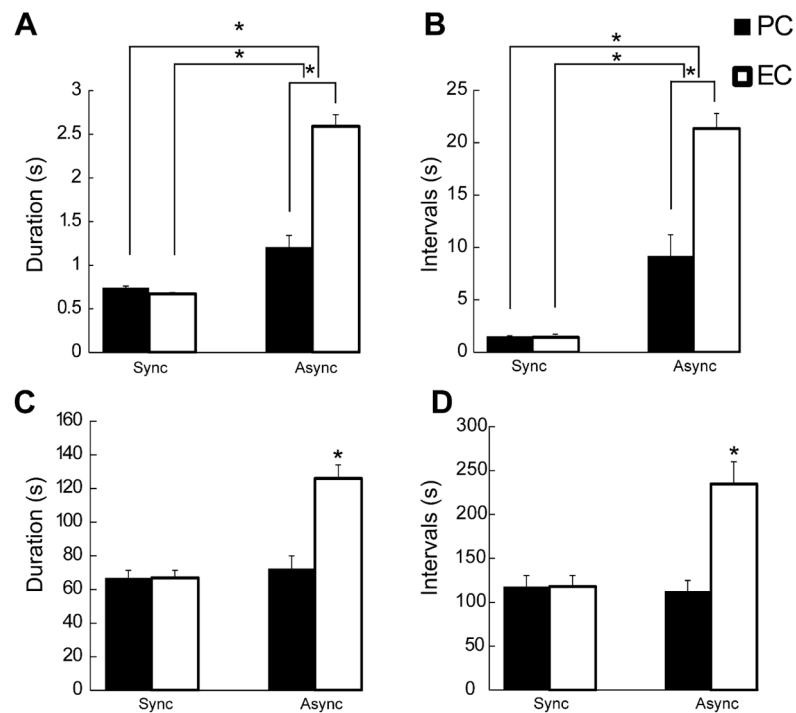 A
B
PC
EC
*
*
*
*
*
*
Duration (s)
3
2.5
2
1.5
1
0.5
0
Sync
Async
Intervals (s)
25
20
15
10
5
0
Sync
Async
C
D
Duration (s)
160
140
120
100
80
60
40
20
0
*
Sync
Async
Intervals (s)
300
250
200
150
100
50
0
*
Sync
Async